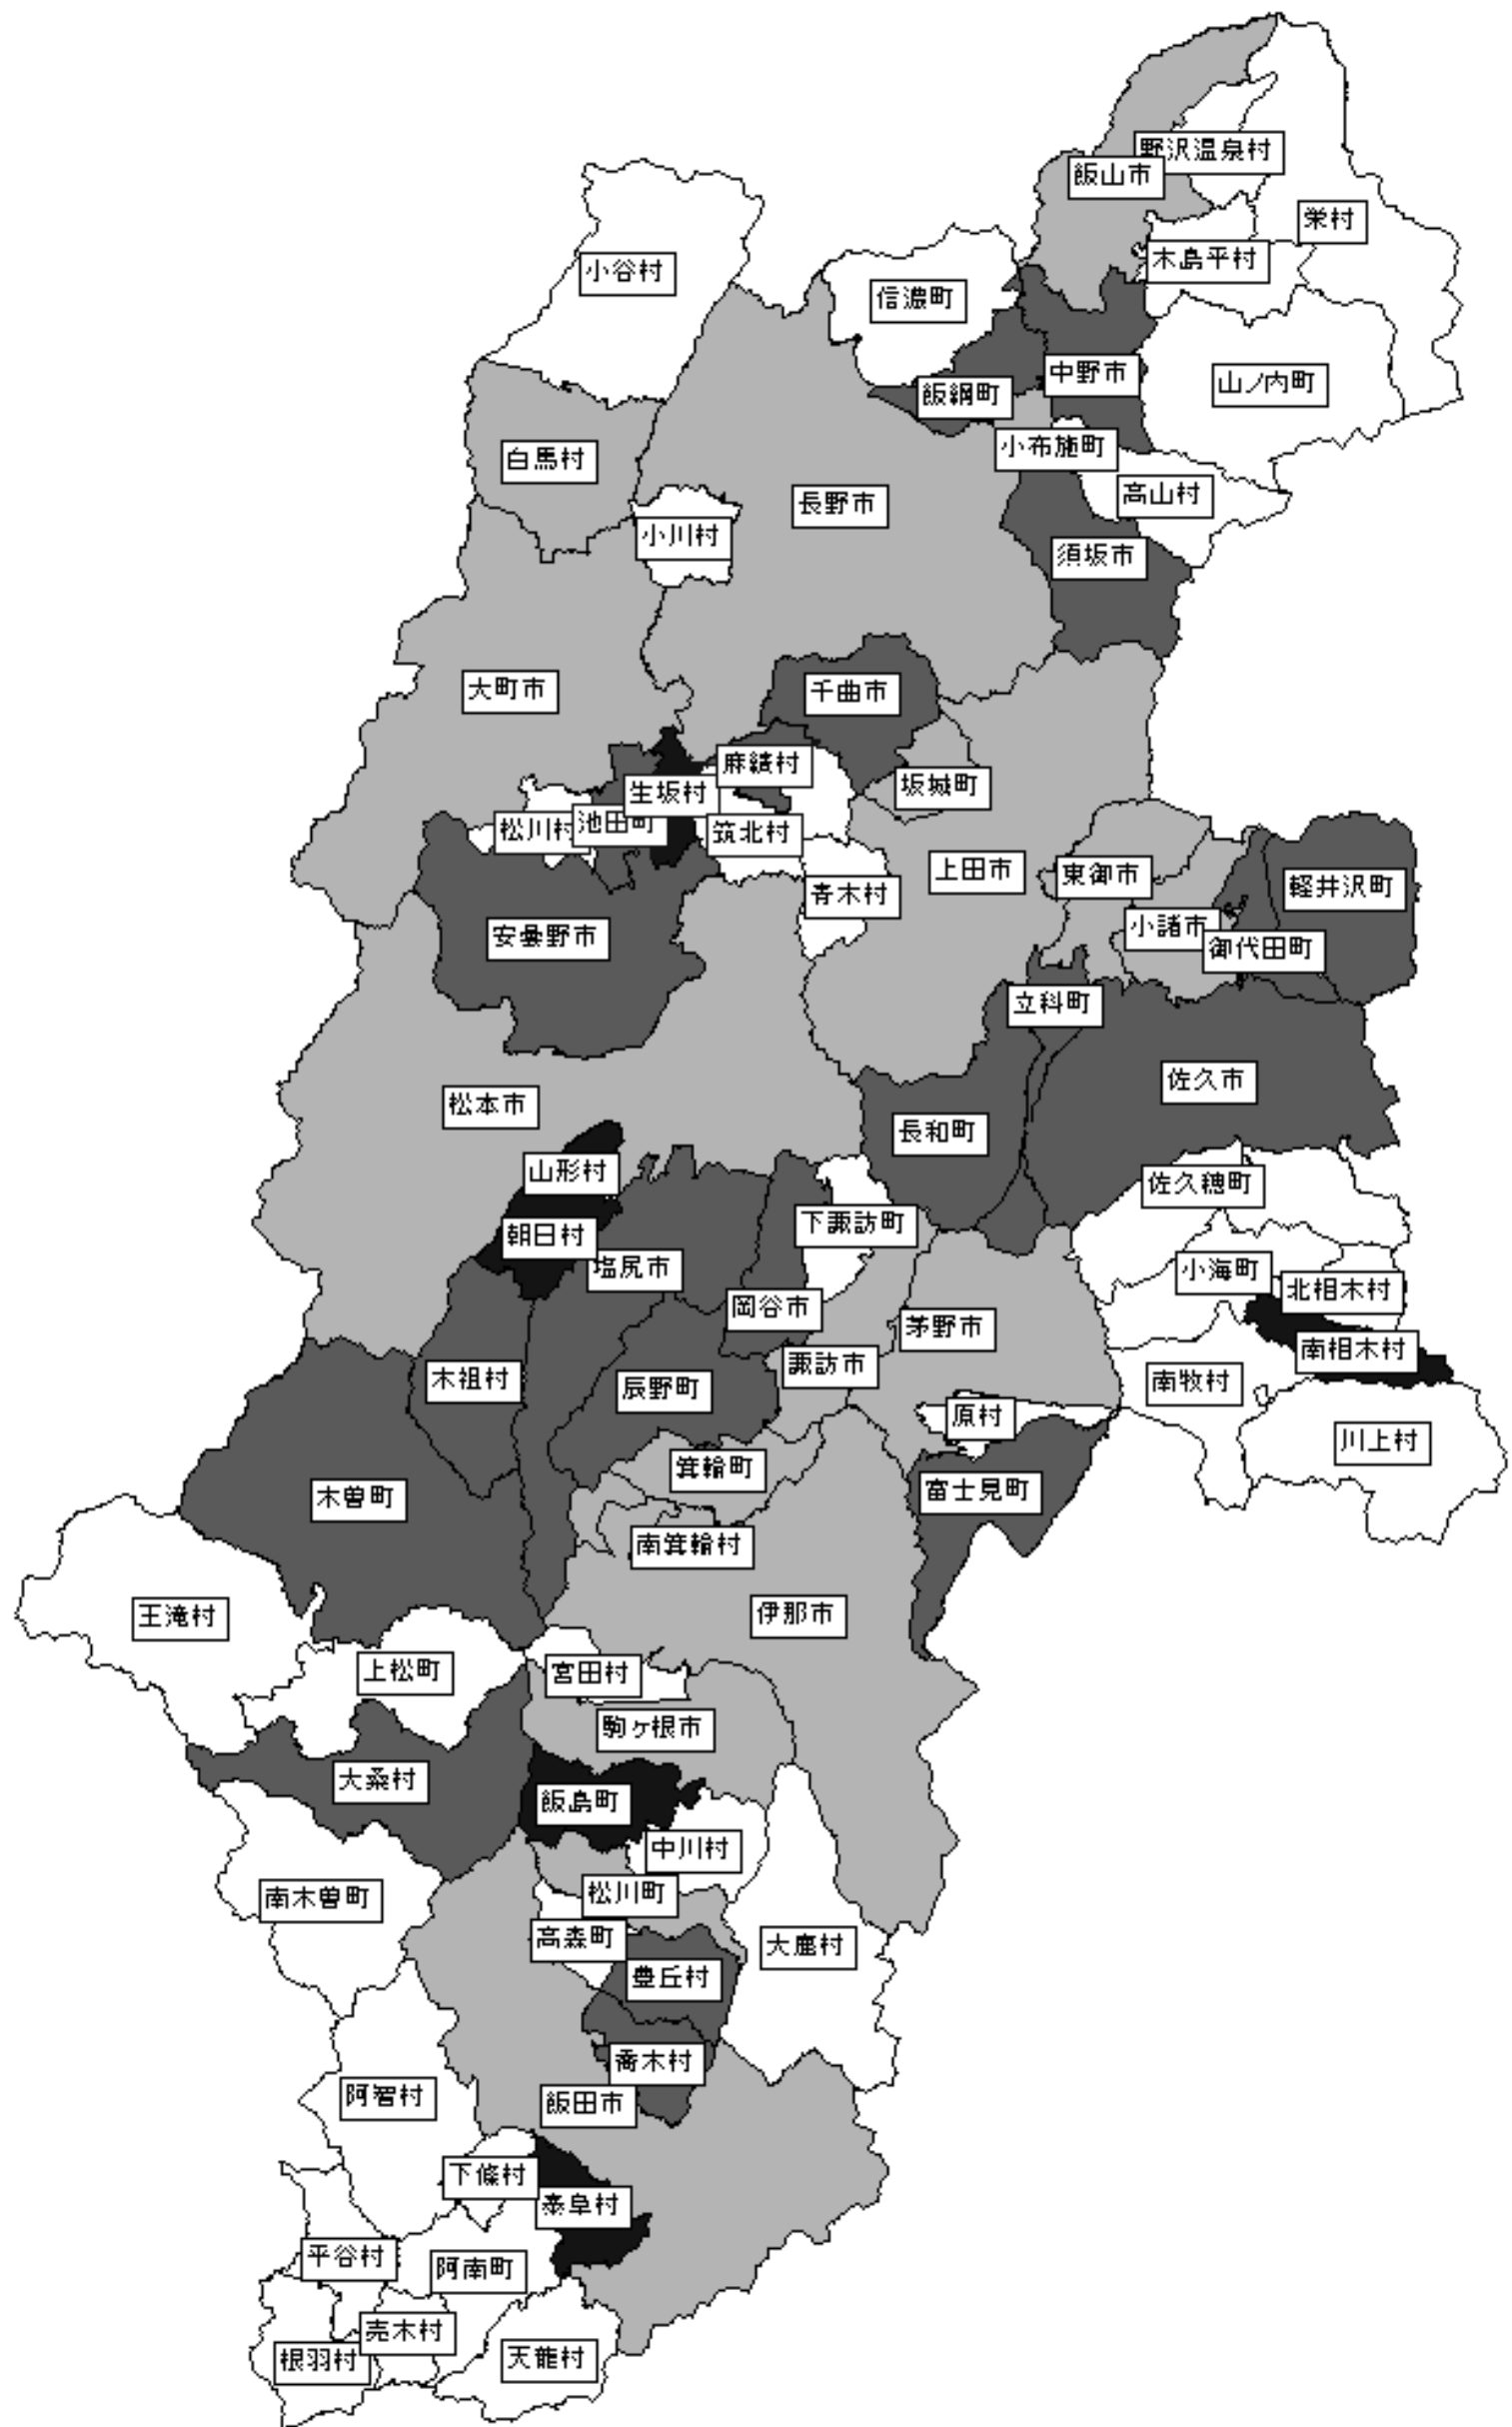 野沢温泉村
飯山市
栄村
木島平村
小谷村
信濃町
中野市
山ノ内町
飯綱町
小布施町
白馬村
高山村
長野市
小川村
須坂市
大町市
千曲市
麻績村
坂城町
生坂村
池田町
松川村
筑北村
上田市
東御市
軽井沢町
青木村
小諸市
安曇野市
御代田町
立科町
佐久市
松本市
長和町
山形村
佐久穂町
下諏訪町
朝日村
塩尻市
小海町
北相木村
岡谷市
茅野市
南相木村
諏訪市
木祖村
南牧村
辰野町
原村
川上村
箕輪町
富士見町
木曽町
南箕輪村
伊那市
王滝村
上松町
宮田村
駒ヶ根市
大桑村
飯島町
中川村
松川町
南木曽町
高森町
大鹿村
豊丘村
喬木村
阿智村
飯田市
下條村
泰阜村
平谷村
阿南町
売木村
天龍村
根羽村